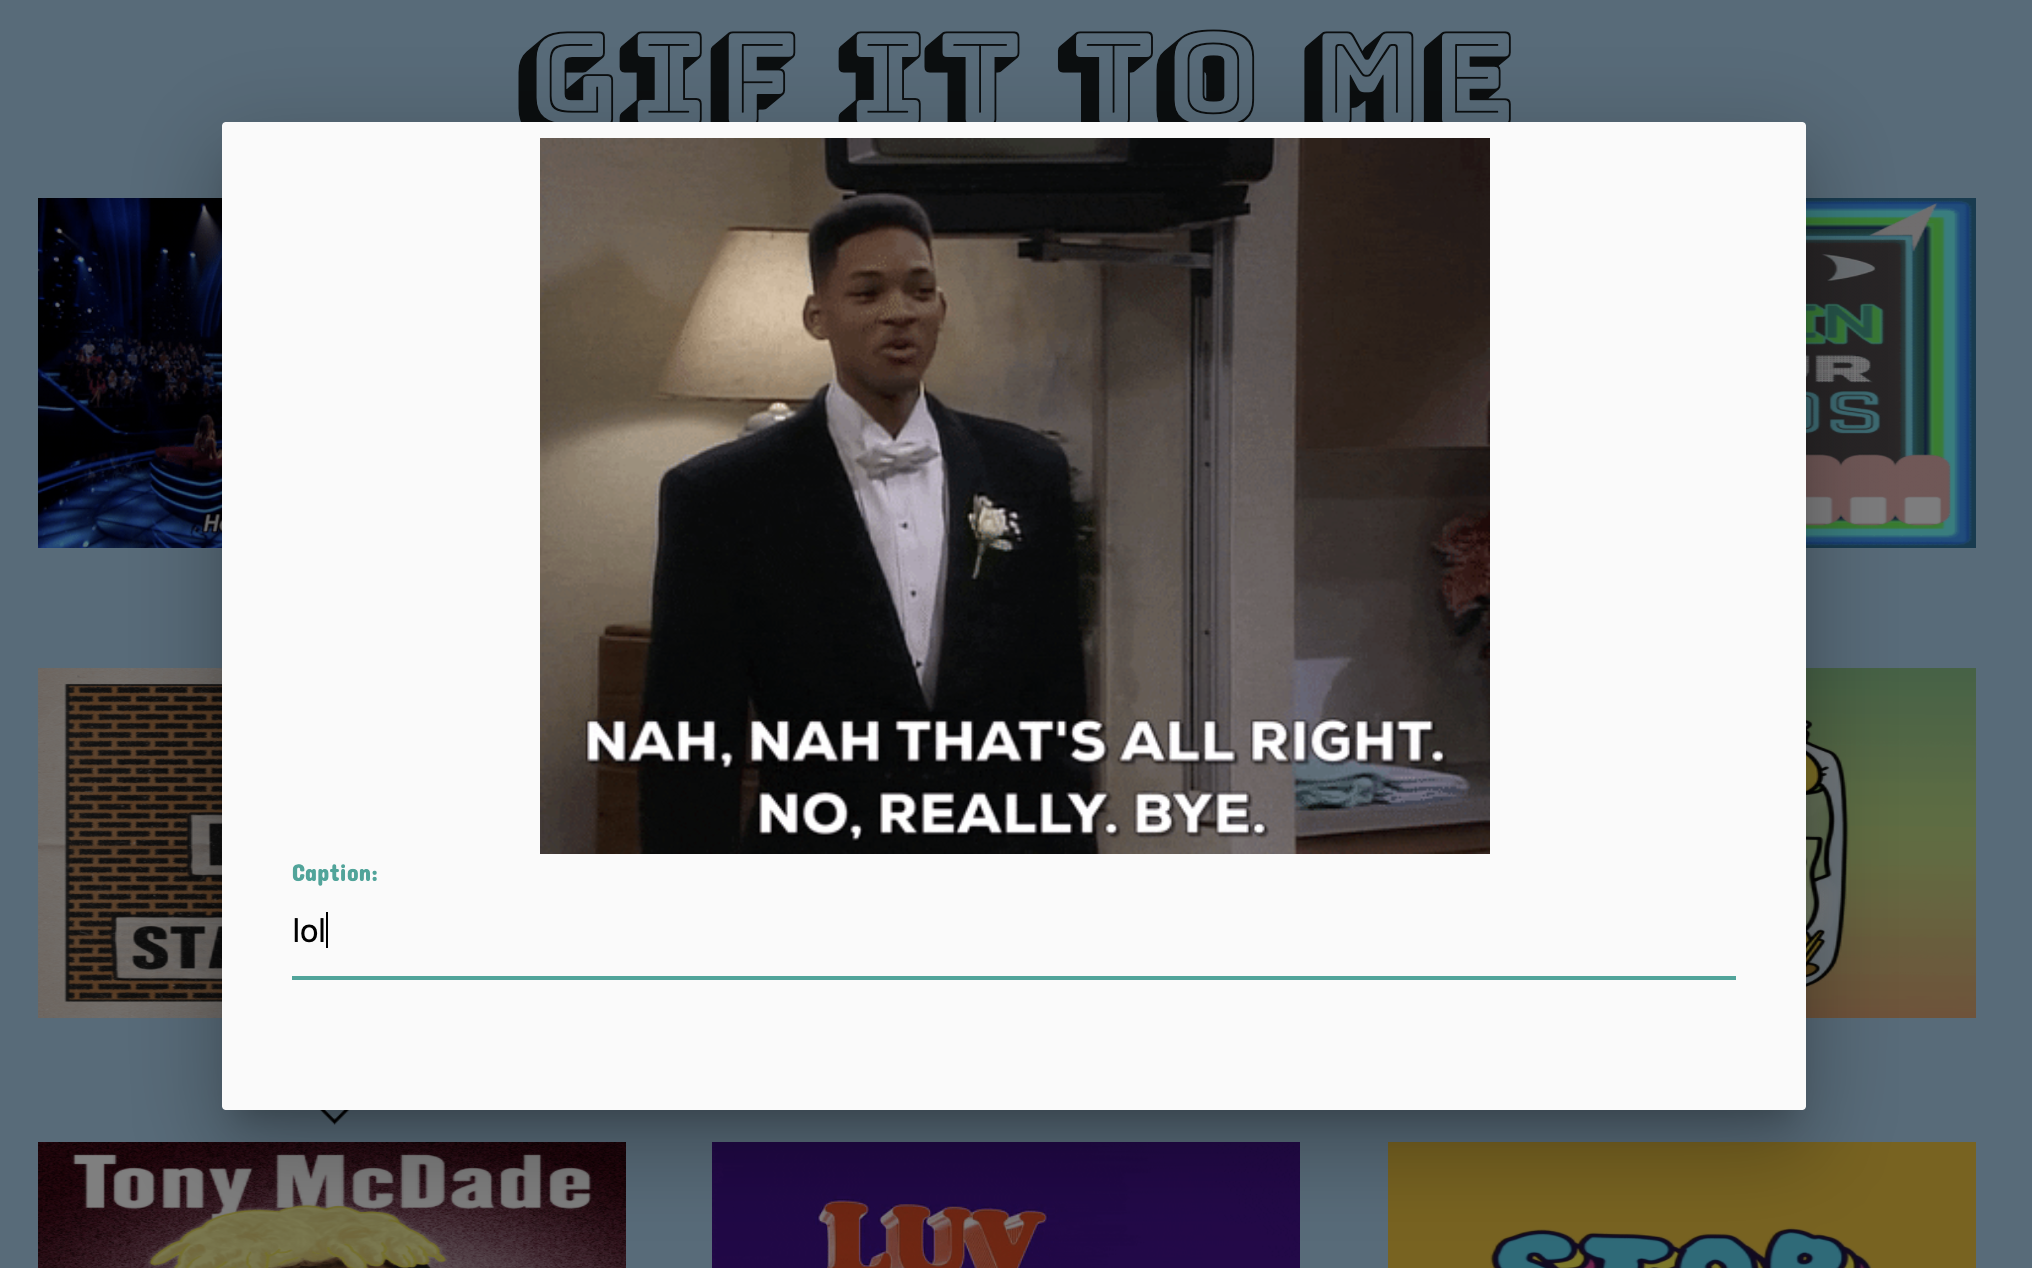 GIF IT TO ME
NAH, NAH THAT'S ALL RIGHT.
NO, REALLY. BYE.
Caption:
lol
Tony McDade
LUV